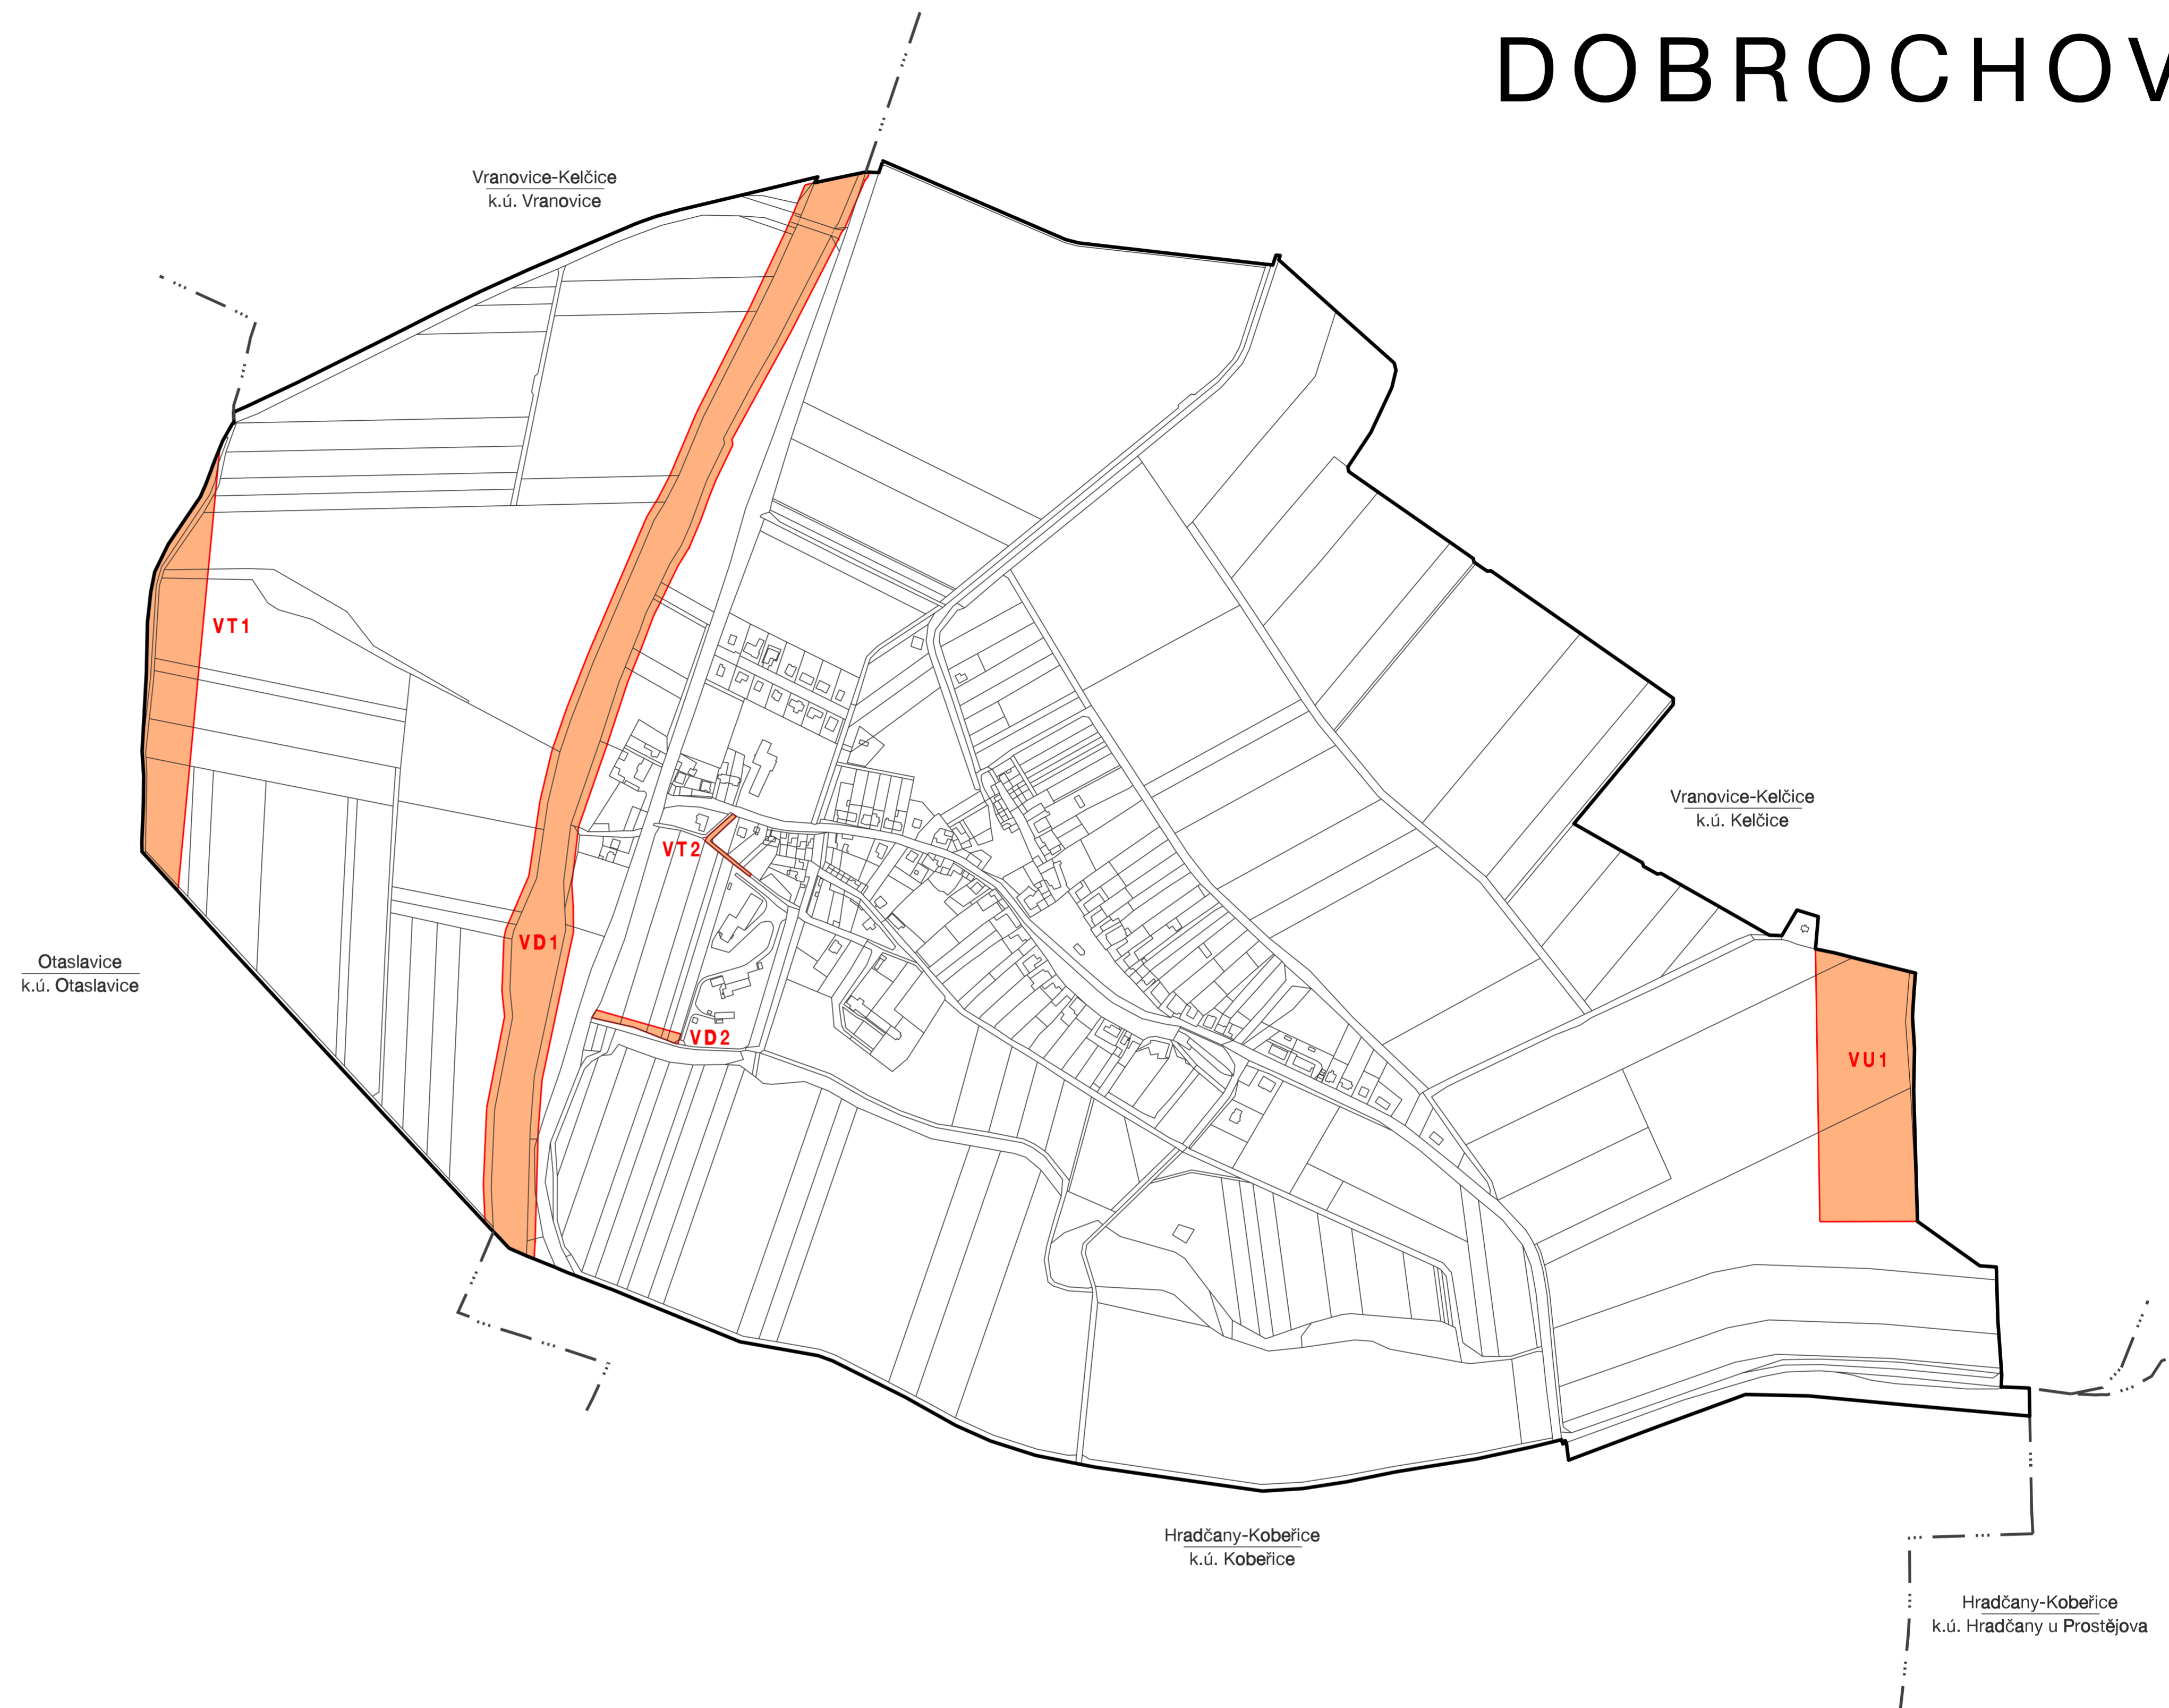 DOBROCHOV
Vranovice-Kelčice
k.ú. Vranovice
VT1
Vranovice-Kelčice
k.ú. Kelčice
VT2
VD1
Otaslavice
k.ú. Otaslavice
VD2
VU1
Hradčany-Kobeřice
k.ú. Kobeřice
Hradčany-Kobeřice
k.ú. Hradčany u Prostějova